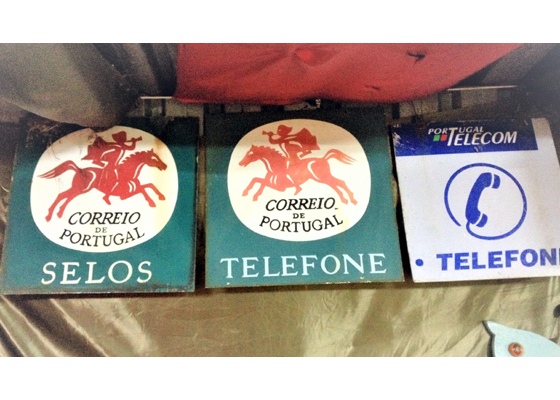 CORREIO
DE
PORTUGAL
SELOS
CORREIO
DE
PORTUGAL
TELEFONE
PORTUGAL
TELECOM
• TELEFON